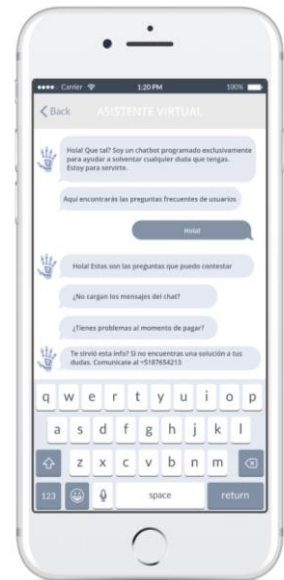 Carrier 1:20 PM 100%
Back ASISTENTE VIRTUAL
Hola! Que tal? Soy un chatbot programado exclusivamente
para ayudar a solventar cualquier duda que tengas.
Estoy para servirte.
Aquí encontrarás las preguntas frecuentes de usuarios
Hola!
Hola! Estas son las preguntas que puedo contestar
¿No cargan los mensajes del chat?
¿Tienes problemas al momento de pagar?
Te sirvió esta info? Si no encuentras una solución a tus
dudas. Comunicate al +5187654213
q w e r t y u i o p
a s d f g h j k l
z x c v b n m
123 space return